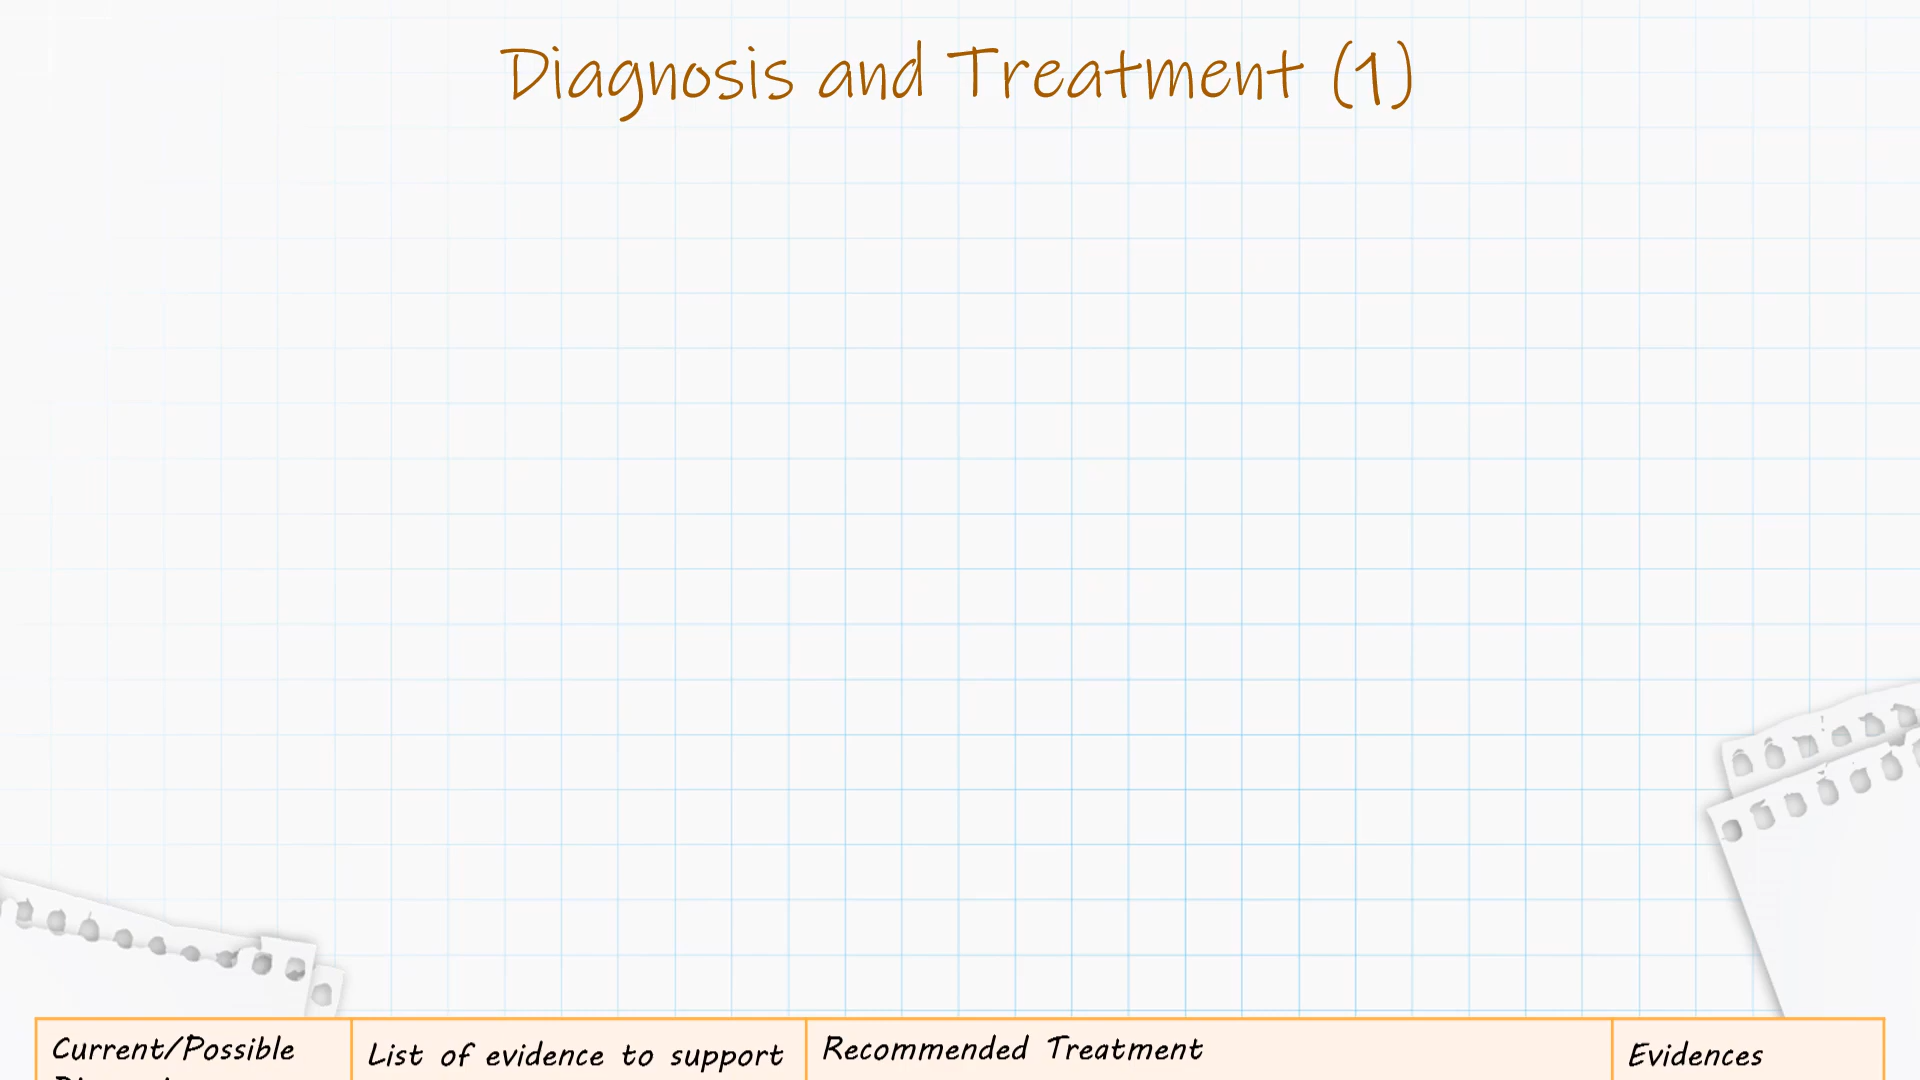 Diagnosis and Treatment (1)
Current/Possible
List of evidence to support
Recommended Treatment
Evidences